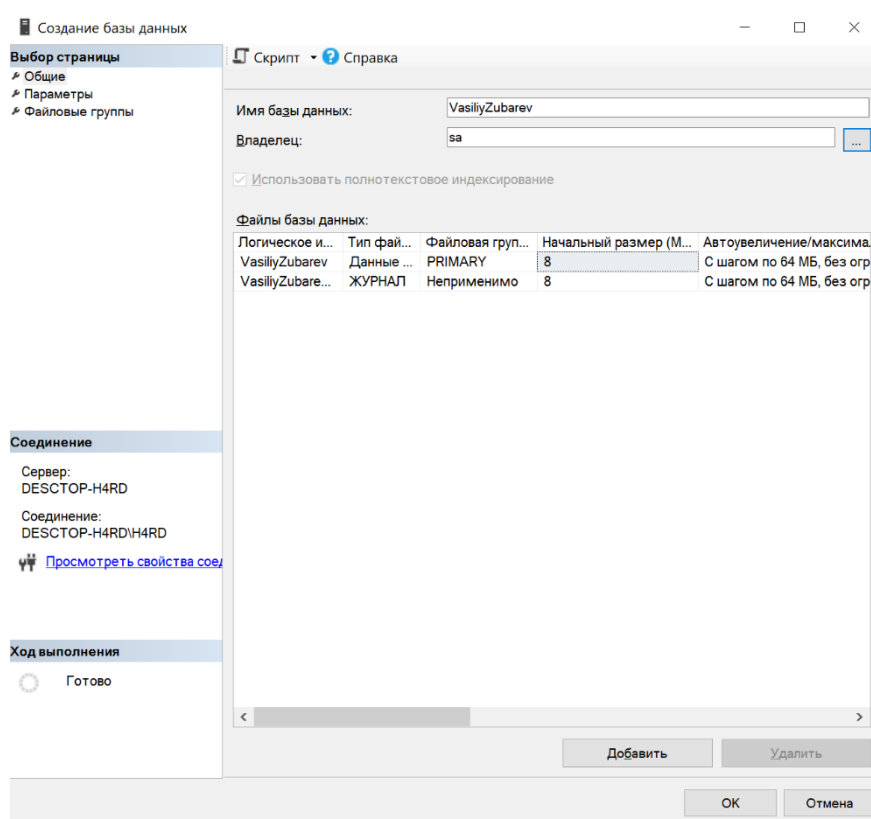 Создание базы данных
Выбор страницы
Общие
Параметры
Файловые группы
Скрипт Справка
Имя базы данных: VasiliyZubarev
Владелец: sa ...
Использовать полнотекстовое индексирование
Файлы базы данных:
Логическое и... Тип фай... Файловая груп... Начальный размер (М... Автоувеличение/максима
VasiliyZubarev Данные ... PRIMARY 8 С шагом по 64 МБ, без огр
VasiliyZubare... ЖУРНАЛ Неприменимо 8 С шагом по 64 МБ, без огр
Соединение
Сервер:
DESCTOP-H4RD
Соединение:
DESCTOP-H4RD\H4RD
Просмотреть свойства соед
Ход выполнения
Готово
Добавить Удалить
OK Отмена